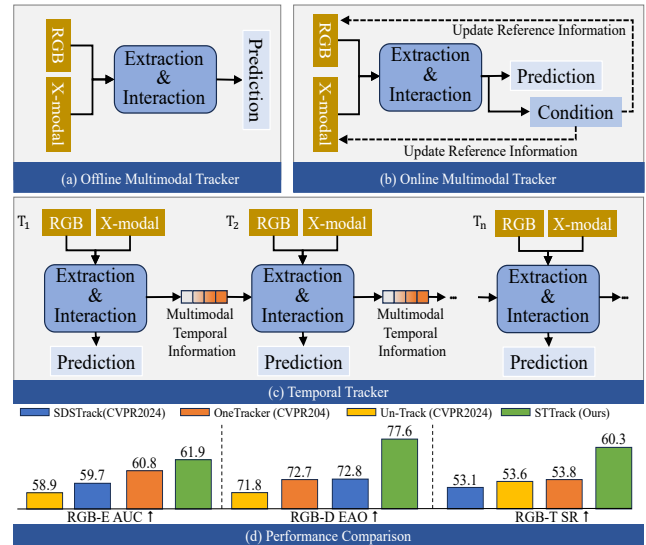 RGB
X-modal
Extraction
&
Interaction
Prediction
(a) Offline Multimodal Tracker
RGB
X-modal
Update Reference Information
Extraction
&
Interaction
Prediction
Condition
Update Reference Information
(b) Online Multimodal Tracker
T1
RGB
X-modal
Extraction
&
Interaction
Prediction
Multimodal
Temporal
Information
T2
RGB
X-modal
Extraction
&
Interaction
Prediction
Multimodal
Temporal
Information
...
Tn
RGB
X-modal
Extraction
&
Interaction
Prediction
...
(c) Temporal Tracker
SDSTrack(CVPR2024)
OneTracker (CVPR204)
Un-Track (CVPR2024)
STTrack (Ours)
58.9
59.7
60.8
61.9
RGB-E AUC ↑
71.8
72.7
72.8
77.6
RGB-D EAO ↑
53.1
53.6
53.8
60.3
RGB-T SR ↑
(d) Performance Comparison